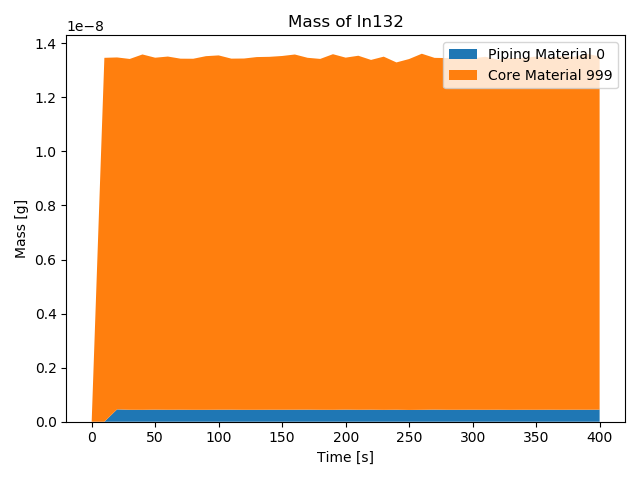 Mass of In132
1e−8
Piping Material 0
Core Material 999
1.4
1.2
1.0
0.8
0.6
0.4
0.2
0.0
Mass [g]
0 50 100 150 200 250 300 350 400
Time [s]